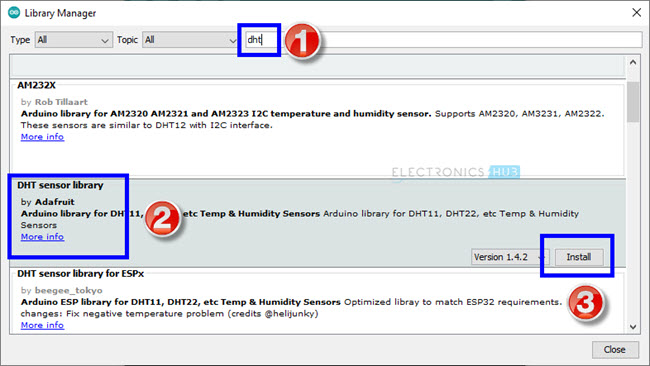 Library Manager
Type All Topic All dht
1
AM232X
by Rob Tillaart
Arduino library for AM2320 AM2321 and AM2323 I2C temperature and humidity sensor. Supports AM2320, AM3231, AM2322.
These sensors are similar to DHT12 with I2C interface.
More info
ELECTRONICS HUB
DHT sensor library
by Adafruit
Arduino library for DHT11, etc Temp & Humidity Sensors Arduino library for DHT11, DHT22, etc Temp & Humidity
Sensors
More info
2
Version 1.4.2 Install
3
DHT sensor library for ESPx
by beegee_tokyo
Arduino ESP library for DHT11, DHT22, etc Temp & Humidity Sensors Optimized libray to match ESP32 requirements.
changes: Fix negative temperature problem (credits @helijunky)
More info
Close